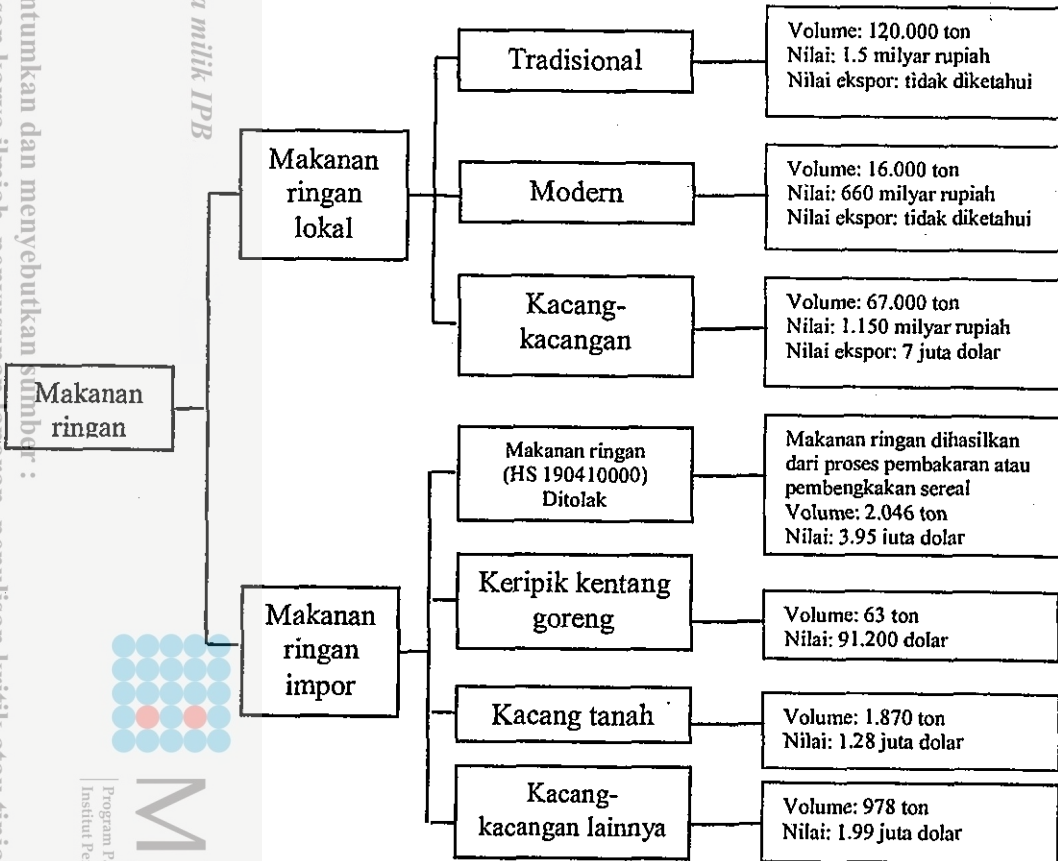 Makanan
ringan
Makanan
ringan
lokal
Tradisional
Volume: 120.000 ton
Nilai: 1.5 milyar rupiah
Nilai ekspor: tidak diketahui
Modern
Volume: 16.000 ton
Nilai: 660 milyar rupiah
Nilai ekspor: tidak diketahui
Kacang-
kacangan
Volume: 67.000 ton
Nilai: 1.150 milyar rupiah
Nilai ekspor: 7 juta dolar
Makanan
ringan
impor
Makanan ringan
(HS 190410000)
Ditolak
Makanan ringan dihasilkan
dari proses pembakaran atau
pembengkakan sereal
Volume: 2.046 ton
Nilai: 3.95 juta dolar
Keripik kentang
goreng
Volume: 63 ton
Nilai: 91.200 dolar
Kacang tanah
Volume: 1.870 ton
Nilai: 1.28 juta dolar
Kacang-
kacangan lainnya
Volume: 978 ton
Nilai: 1.99 juta dolar
milik IPB
dan menyebutkan sumber :
M
Program
Institut